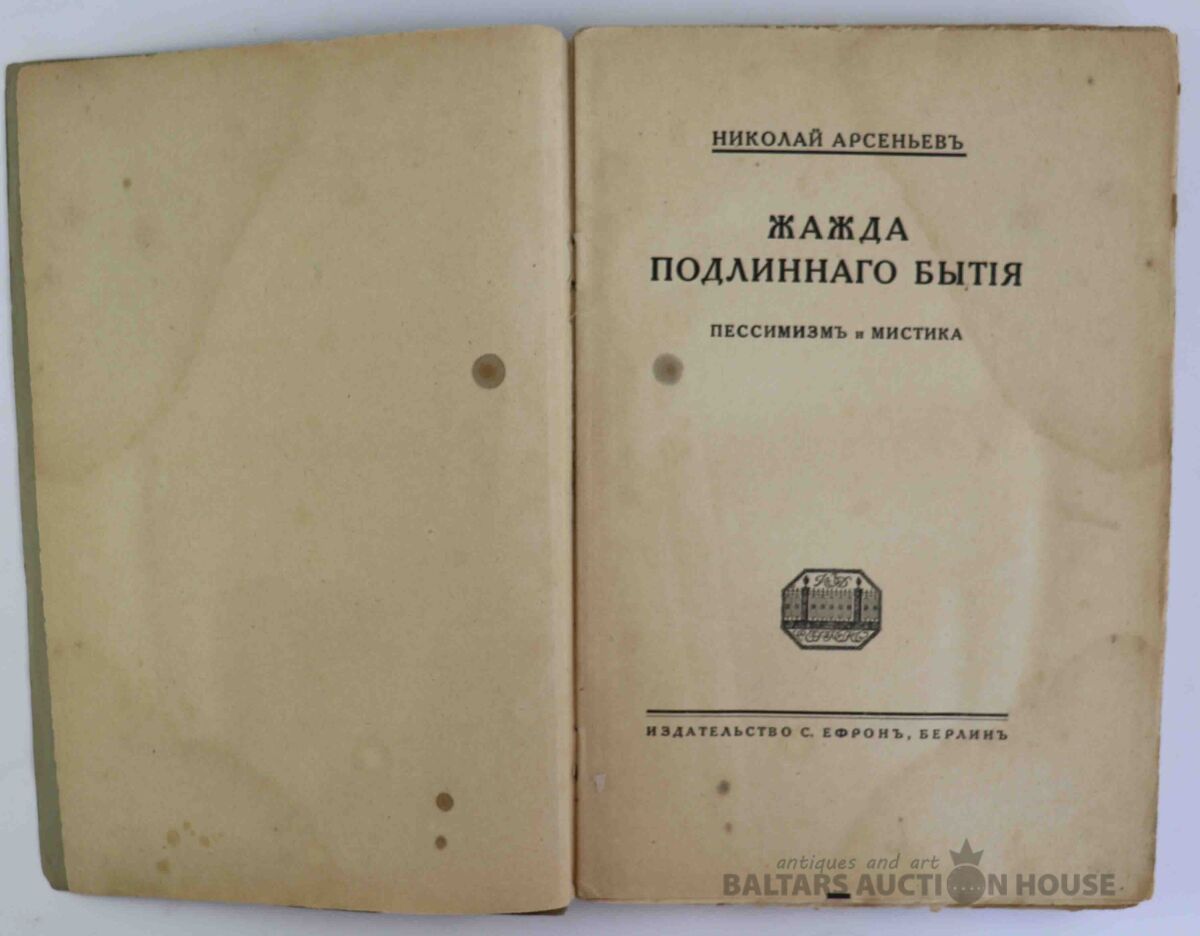 НИКОЛАЙ АРСЕНЬЕВЪ
ЖАЖДА
ПОДЛИННАГО БЫТІЯ
ПЕССИМИЗМЪ и МИСТИКА
ИЗДАТЕЛЬСТВО С. ЕФРОНЪ, БЕРЛИНЪ
antiques and art
BALTARS AUCTION HOUSE